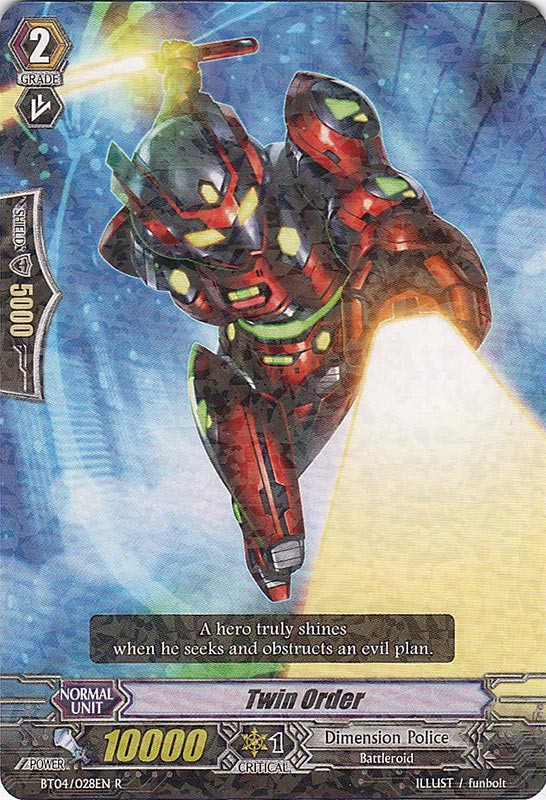 2
GRADE
SHIELD
5000
A hero truly shines
when he seeks and obstructs an evil plan.
NORMAL
UNIT
Twin Order
POWER
10000
1
CRITICAL
Dimension Police
Battleroid
BT04/028EN R
ILLUST / funbolt